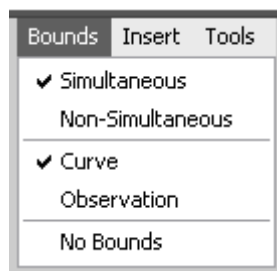 Bounds Insert Tools
✔ Simultaneous
Non-Simultaneous
✔ Curve
Observation
No Bounds